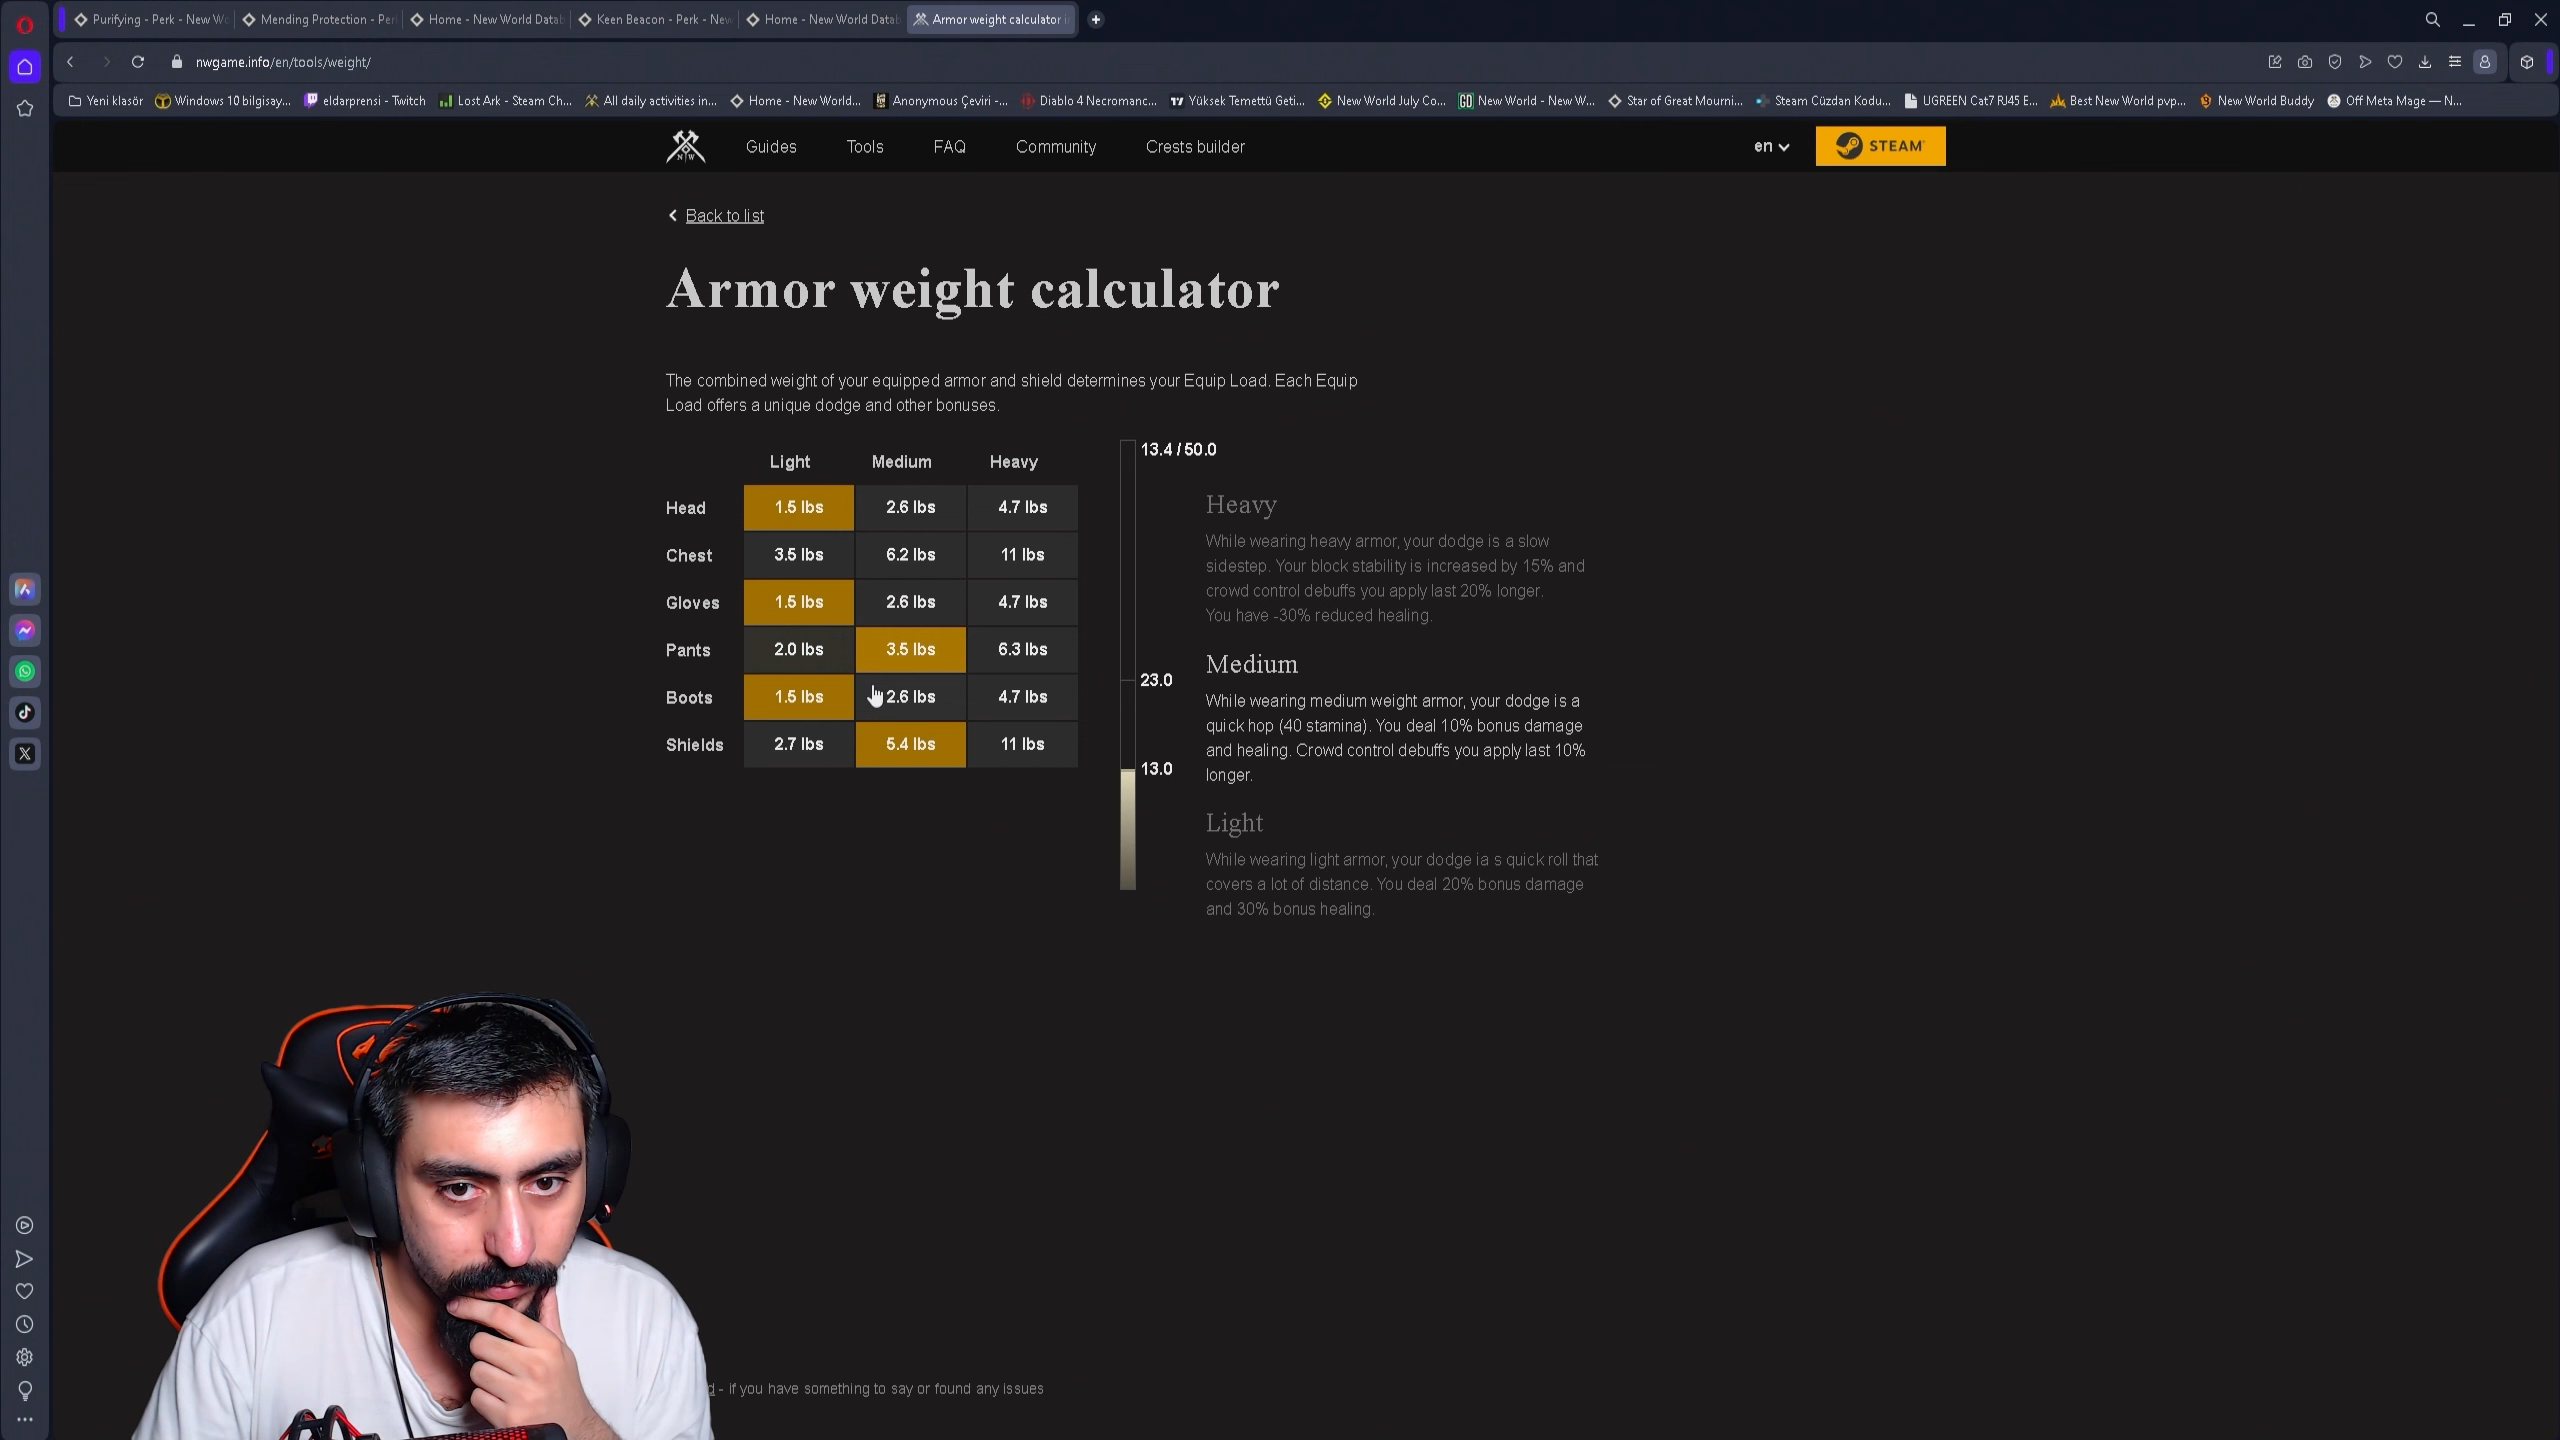 Purifying - Perk - New Wo
Mending Protection - Per
Home - New World Datab
Keen Beacon - Perk - New
Home - New World Datab
Armor weight calculator i
nwgame.info/en/tools/weight/
Yeni klasör
Windows 10 bilgisay...
eldarprensi - Twitch
Lost Ark - Steam Ch...
All daily activities in...
Home - New World...
Anonymous Çeviri -...
Diablo 4 Necromanc...
Yüksek Temettü Geti...
New World July Co...
New World - New W...
Star of Great Mourni...
Steam Cüzdan Kodu...
UGREEN Cat7 RJ45 E...
Best New World pvp...
New World Buddy
Off Meta Mage — N...
Guides
Tools
FAQ
Community
Crests builder
en
STEAM
Back to list
Armor weight calculator
The combined weight of your equipped armor and shield determines your Equip Load. Each Equip
Load offers a unique dodge and other bonuses.
Light Medium Heavy
Head 1.5 lbs 2.6 lbs 4.7 lbs
Chest 3.5 lbs 6.2 lbs 11 lbs
Gloves 1.5 lbs 2.6 lbs 4.7 lbs
Pants 2.0 lbs 3.5 lbs 6.3 lbs
Boots 1.5 lbs 2.6 lbs 4.7 lbs
Shields 2.7 lbs 5.4 lbs 11 lbs
13.4 / 50.0
23.0
13.0
Heavy
While wearing heavy armor, your dodge is a slow
sidestep. Your block stability is increased by 15% and
crowd control debuffs you apply last 20% longer.
You have -30% reduced healing.
Medium
While wearing medium weight armor, your dodge is a
quick hop (40 stamina). You deal 10% bonus damage
and healing. Crowd control debuffs you apply last 10%
longer.
Light
While wearing light armor, your dodge ia s quick roll that
covers a lot of distance. You deal 20% bonus damage
and 30% bonus healing.
d - if you have something to say or found any issues